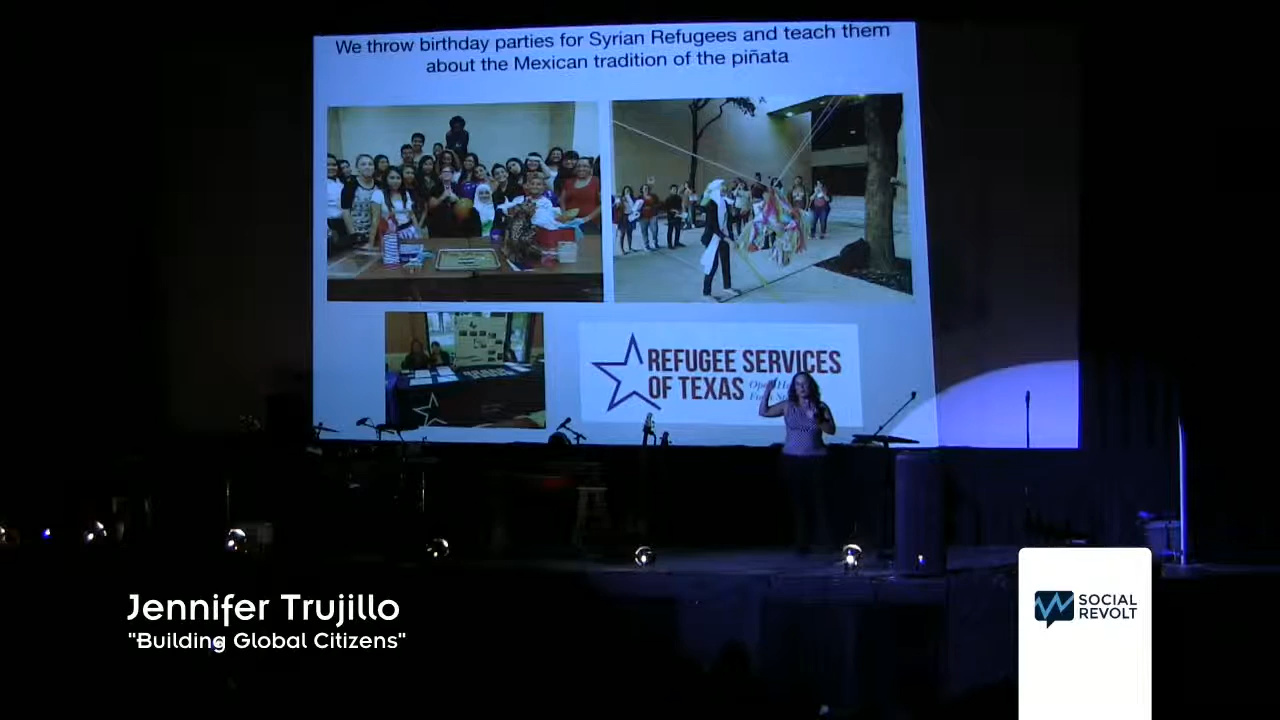 We throw birthday parties for Syrian Refugees and teach them
about the Mexican tradition of the piñata
REFUGEE SERVICES
OF TEXAS
Jennifer Trujillo
"Building Global Citizens"
SOCIAL
REVOLT